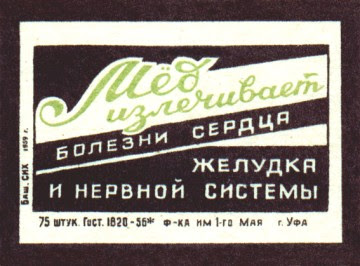 Мёд
излечивает
БОЛЕЗНИ СЕРДЦА
ЖЕЛУДКА
И НЕРВНОЙ СИСТЕМЫ
75 ШТУК. ГОСТ. 1820-56* Ф-КА ИМ 1-ГО МАЯ Г. УФА
БАШ. СНХ 1959 г.